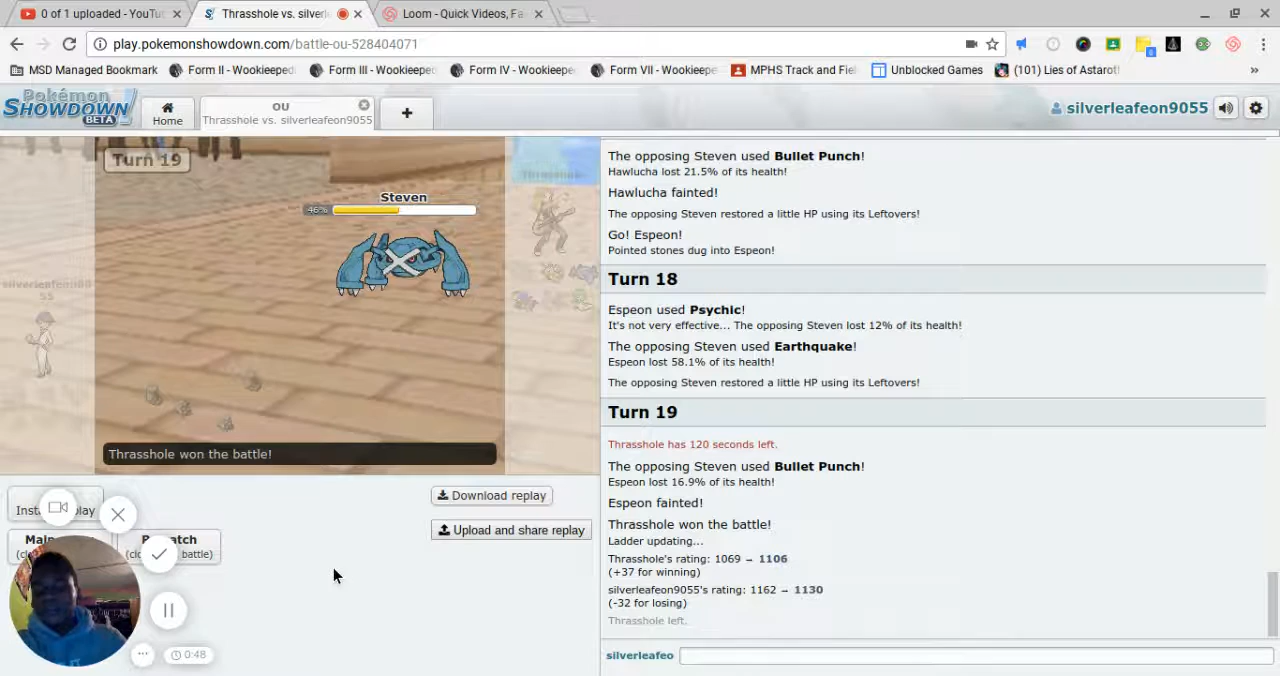 0 of 1 uploaded - YouTu
Thrasshole vs. silverl
Loom - Quick Videos, Fa
play.pokemonshowdown.com/battle-ou-528404071
MSD Managed Bookmark
Form II - Wookieepedi
Form III - Wookieeped
Form IV - Wookieepe
Form VII - Wookieepe
MPHS Track and Fiel
Unblocked Games
(101) Lies of Astaroth
»
Pokémon
SHOWDOWN
BETA
Home
OU
Thrasshole vs. silverleafeon9055
+
silverleafeon9055
Turn 19
Steven
46%
Thrasshole won the battle!
Download replay
Upload and share replay
0:48
The opposing Steven used Bullet Punch!
Hawlucha lost 21.5% of its health!
Hawlucha fainted!
The opposing Steven restored a little HP using its Leftovers!
Go! Espeon!
Pointed stones dug into Espeon!
Turn 18
Espeon used Psychic!
It's not very effective... The opposing Steven lost 12% of its health!
The opposing Steven used Earthquake!
Espeon lost 58.1% of its health!
The opposing Steven restored a little HP using its Leftovers!
Turn 19
Thrasshole has 120 seconds left.
The opposing Steven used Bullet Punch!
Espeon lost 16.9% of its health!
Espeon fainted!
Thrasshole won the battle!
Ladder updating...
Thrasshole's rating: 1069 → 1106
(+37 for winning)
silverleafeon9055's rating: 1162 → 1130
(-32 for losing)
Thrasshole left.
silverleafeo